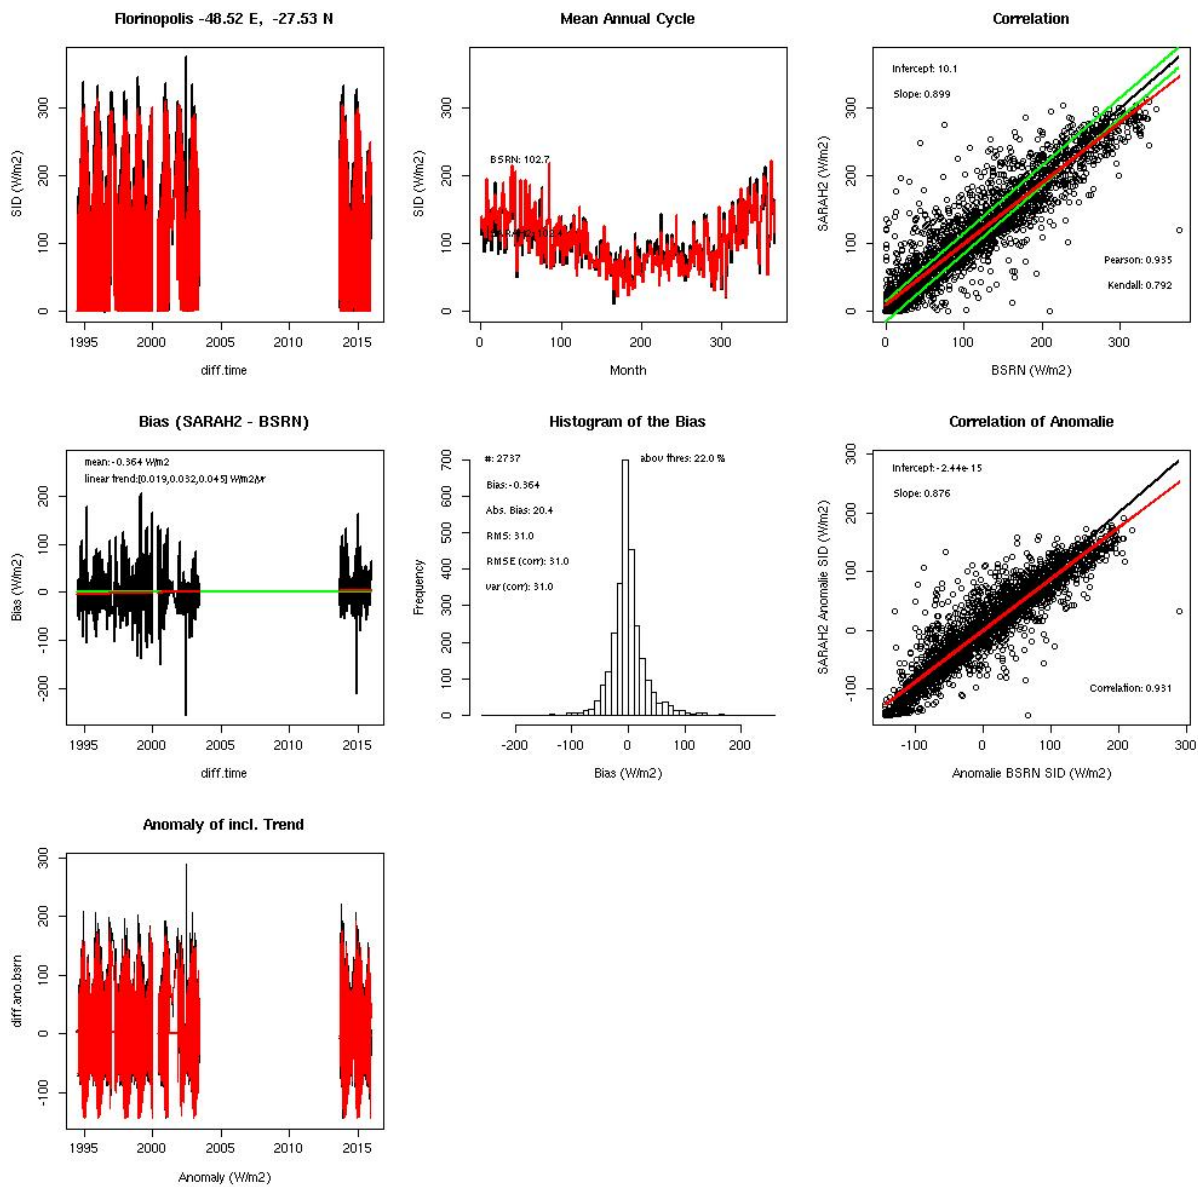 Florinopolis -48.52 E, -27.53 N
SID (W/m2)
300
200
100
0
1995 2000 2005 2010 2015
diff.time
Mean Annual Cycle
SID (W/m2)
300
200
100
0
BSRN: 102.7
0 100 200 300
Month
Correlation
SARAH2 (W/m2)
300
200
100
0
Intercept: 10.1
Slope: 0.899
Pearson: 0.935
Kendall: 0.792
0 100 200 300
BSRN (W/m2)
Bias (SARAH2 - BSRN)
Bias (W/m2)
200
100
0
-100
-200
mean: -0.364 W/m2
linear trend:[0.019,0.032,0.045] W/m2/yr
1995 2000 2005 2010 2015
diff.time
Histogram of the Bias
Frequency
700
600
500
400
300
200
100
0
#: 2737
abov thres: 22.0 %
Bias: -0.364
Abs. Bias: 20.4
RMS: 31.0
RMSE (corr): 31.0
var (corr): 31.0
-200 -100 0 100 200
Bias (W/m2)
Correlation of Anomalie
SARAH2 Anomalie SID (W/m2)
300
200
100
0
-100
Intercept: -2.44e-15
Slope: 0.876
Correlation: 0.931
-100 0 100 200 300
Anomalie BSRN SID (W/m2)
Anomaly of incl. Trend
diff.ano.bsrn
300
200
100
0
-100
1995 2000 2005 2010 2015
Anomaly (W/m2)